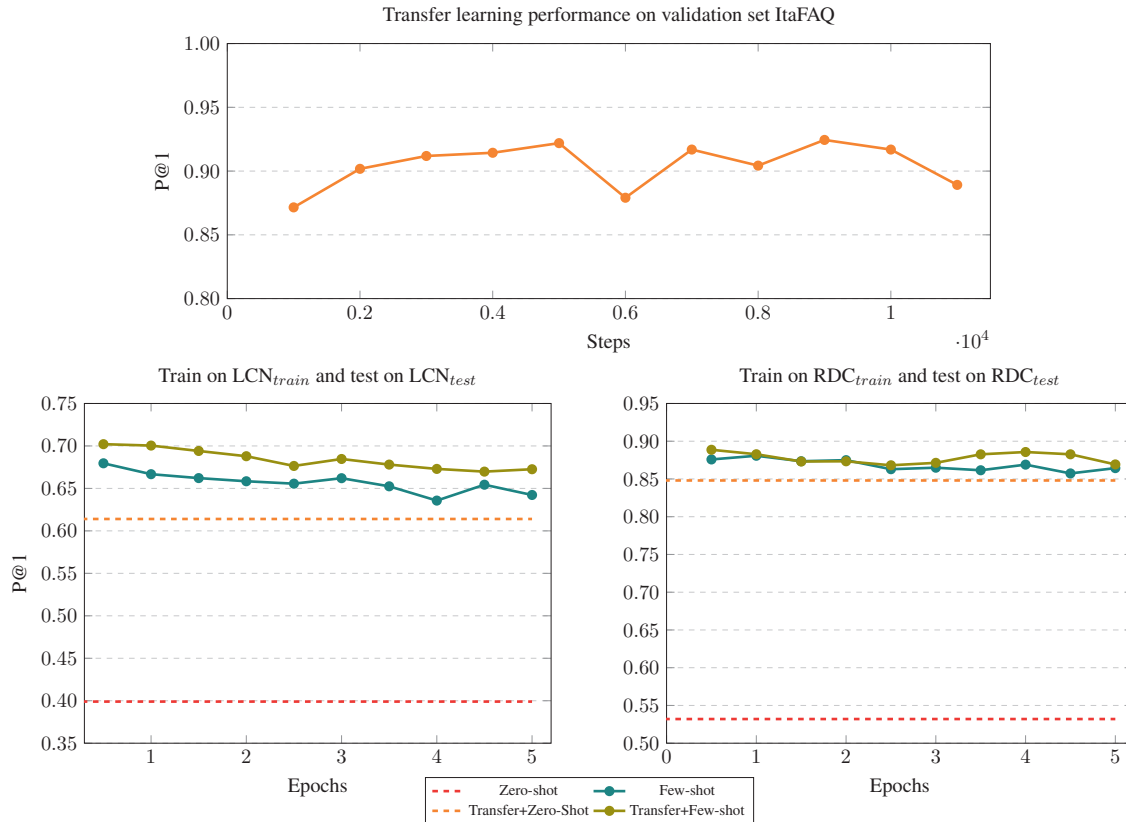 Transfer learning performance on validation set ItaFAQ
1.00
0.95
0.90
0.85
0.80
P@1
0 0.2 0.4 0.6 0.8 1
Steps
·10⁴
Train on LCN_train and test on LCN_test
0.75
0.70
0.65
0.60
0.55
0.50
0.45
0.40
0.35
P@1
1 2 3 4 5
Epochs
Train on RDC_train and test on RDC_test
0.95
0.90
0.85
0.80
0.75
0.70
0.65
0.60
0.55
0.50
0 1 2 3 4 5
Epochs
Zero-shot Few-shot
Transfer+Zero-Shot Transfer+Few-shot